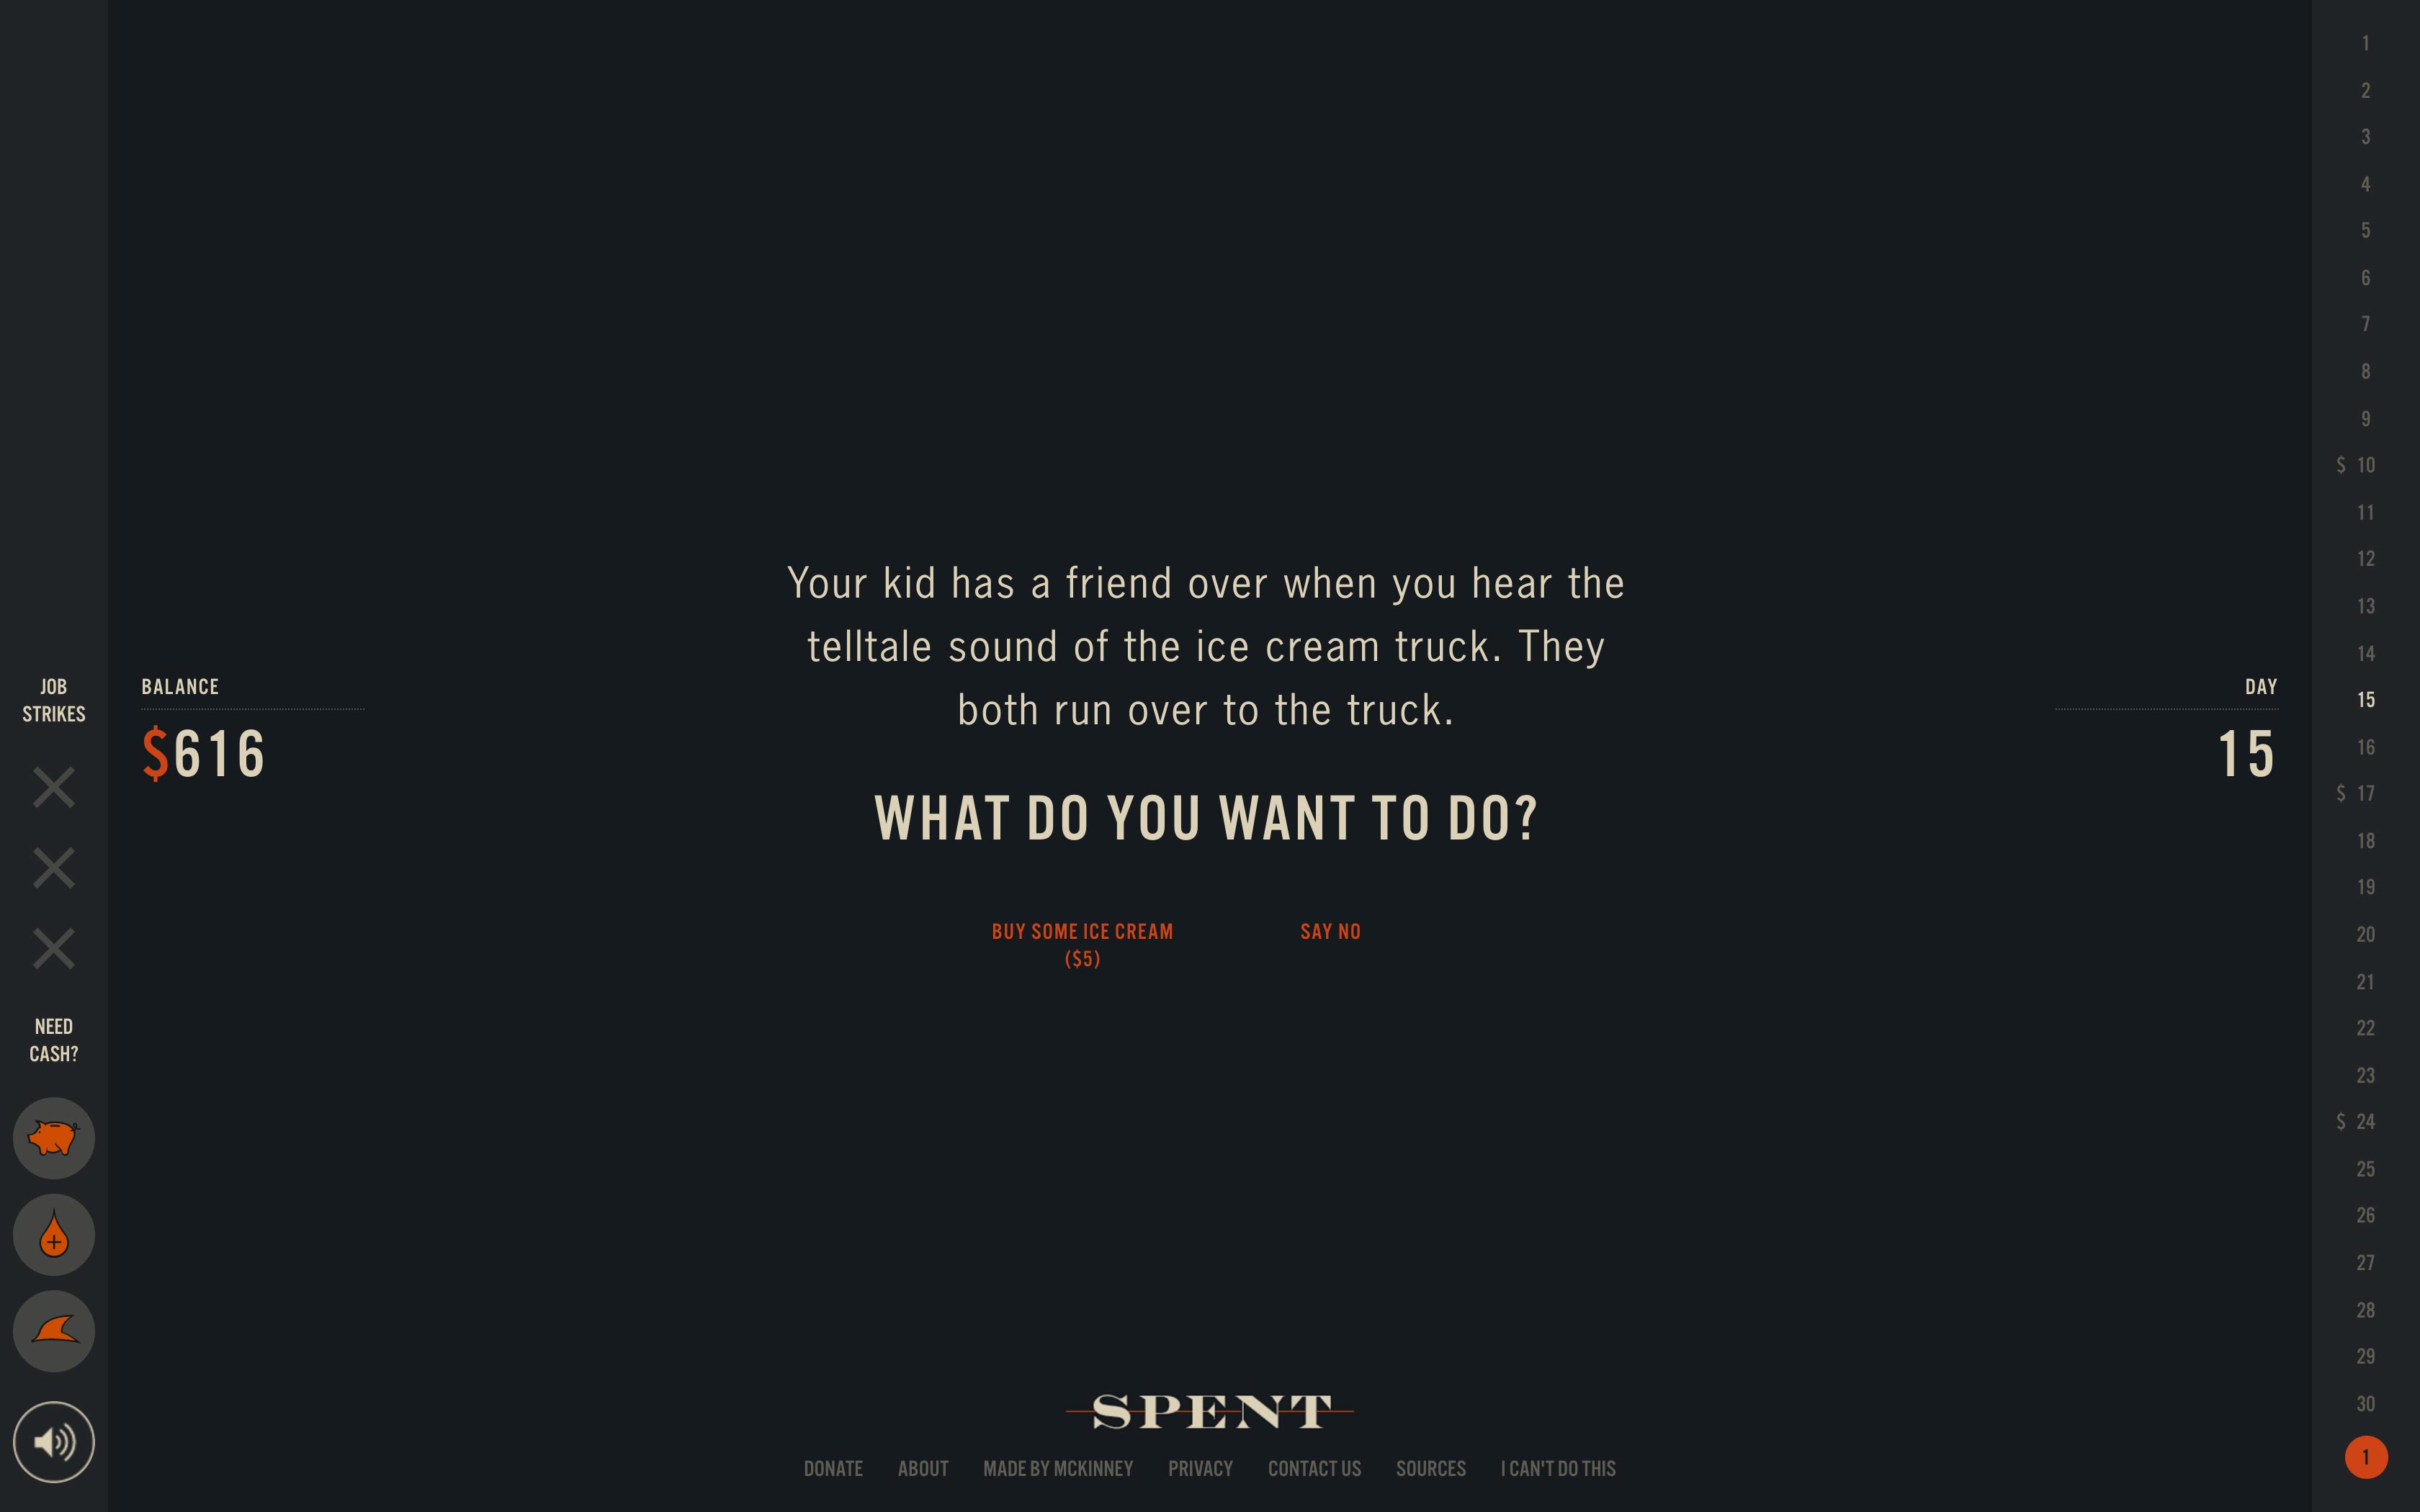 JOB
STRIKES
NEED
CASH?
BALANCE
$616
Your kid has a friend over when you hear the
telltale sound of the ice cream truck. They
both run over to the truck.
WHAT DO YOU WANT TO DO?
BUY SOME ICE CREAM
($5)
SAY NO
DAY
15
1
2
3
4
5
6
7
8
9
$ 10
11
12
13
14
15
16
$ 17
18
19
20
21
22
23
$ 24
25
26
27
28
29
30
1
SPENT
DONATE ABOUT MADE BY MCKINNEY PRIVACY CONTACT US SOURCES I CAN'T DO THIS